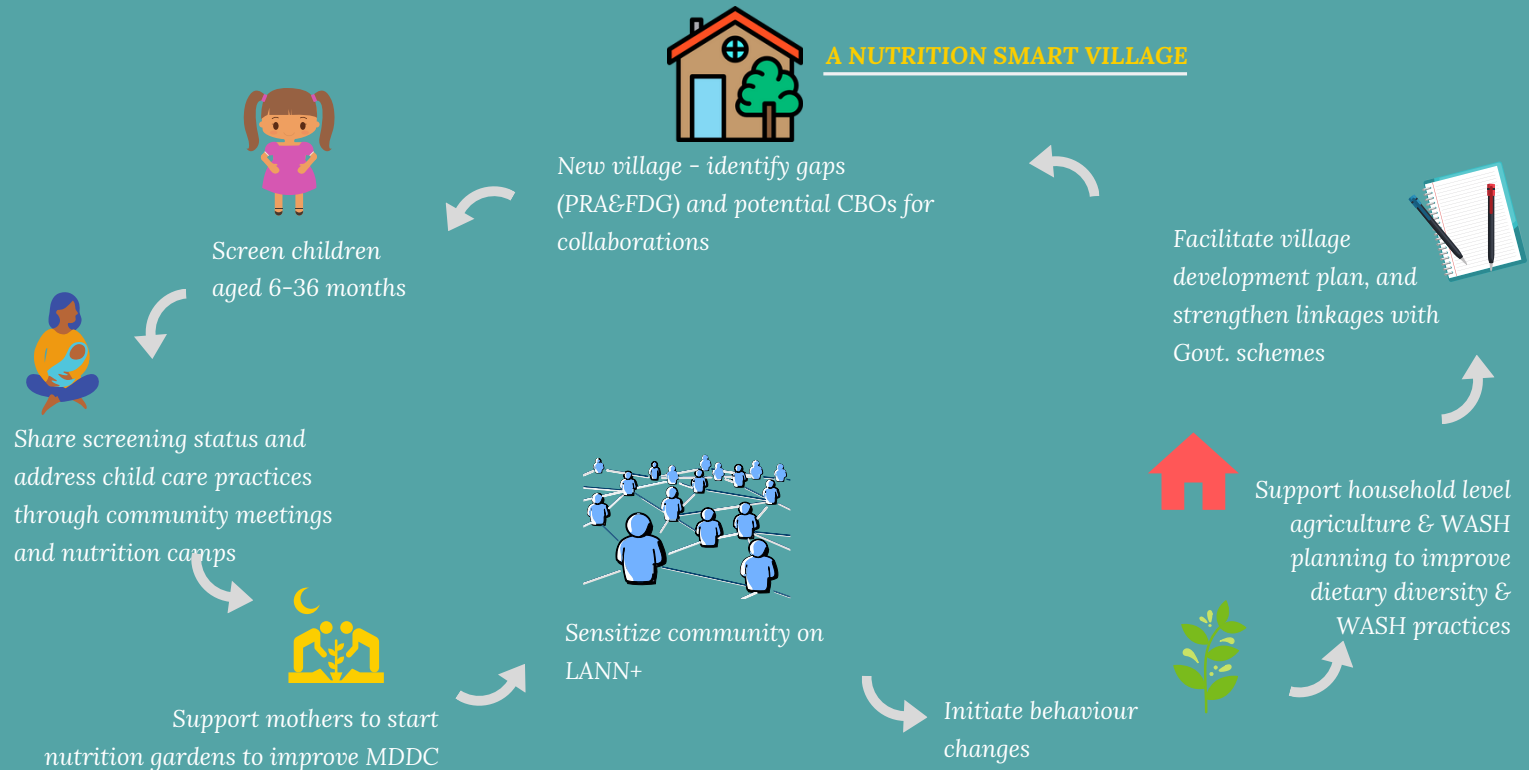 A NUTRITION SMART VILLAGE
New village - identify gaps
(PRA&FDG) and potential CBOs for
collaborations
Screen children
aged 6-36 months
Share screening status and
address child care practices
through community meetings
and nutrition camps
Support mothers to start
nutrition gardens to improve MDDC
Sensitize community on
LANN+
Initiate behaviour
changes
Support household level
agriculture & WASH
planning to improve
dietary diversity &
WASH practices
Facilitate village
development plan, and
strengthen linkages with
Govt. schemes